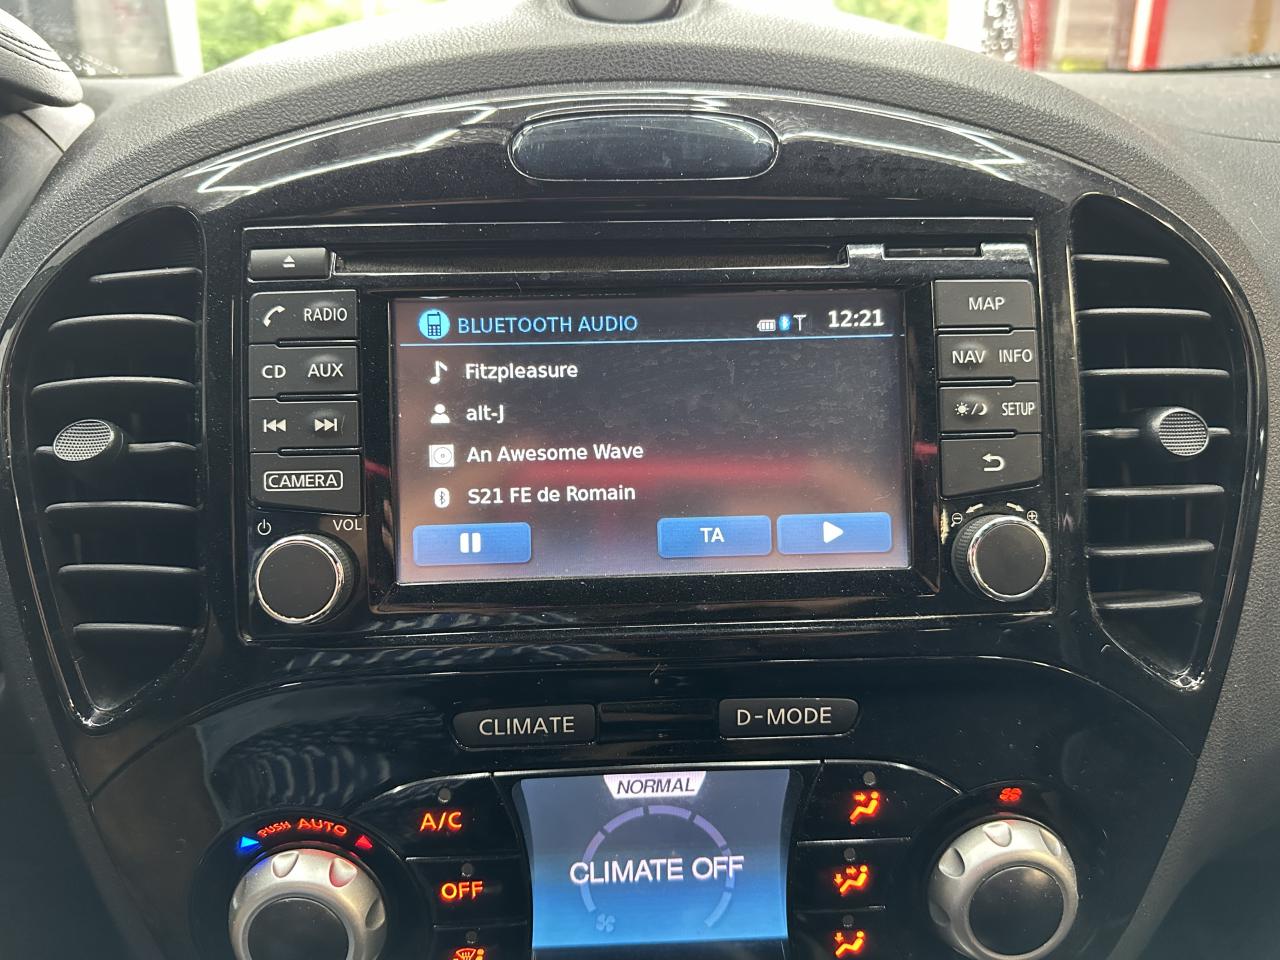 BLUETOOTH AUDIO
12:21
Fitzpleasure
alt-J
An Awesome Wave
S21 FE de Romain
TA
RADIO
CD AUX
CAMERA
VOL
MAP
NAV INFO
SETUP
CLIMATE
D-MODE
NORMAL
CLIMATE OFF
PUSH AUTO
A/C
OFF